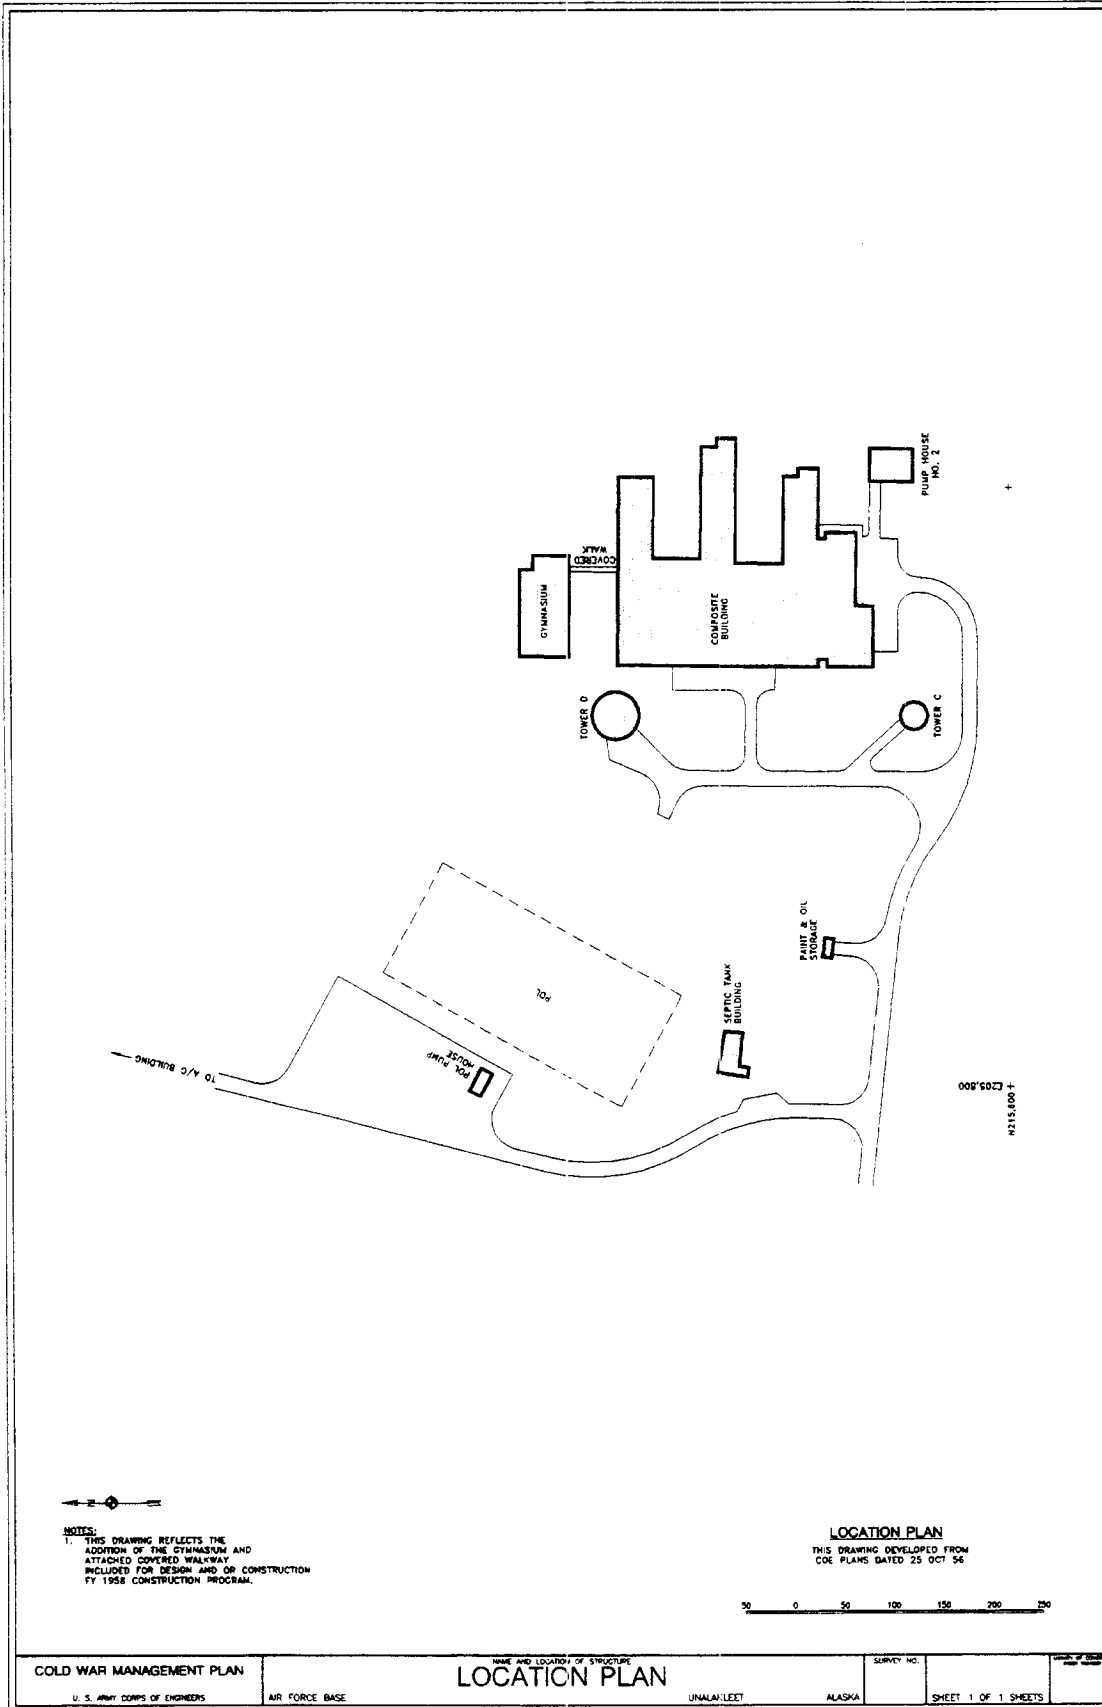 PUMP HOUSE
NO. 2
COVERED
WALK
GYMNASIUM
COMPOSITE
BUILDING
TOWER D
TOWER C
PAINT & OIL
STORAGE
POL
SEPTIC TANK
BUILDING
POL PUMP
HOUSE
TO A/C BUILDING
E205,800
N215,600
N
NOTES:
1. THIS DRAWING REFLECTS THE
ADDITION OF THE GYMNASIUM AND
ATTACHED COVERED WALKWAY
INCLUDED FOR DESIGN AND OR CONSTRUCTION
FY 1958 CONSTRUCTION PROGRAM.
LOCATION PLAN
THIS DRAWING DEVELOPED FROM
COE PLANS DATED 25 OCT 56
50 0 50 100 150 200 250
COLD WAR MANAGEMENT PLAN
U. S. ARMY CORPS OF ENGINEERS
NAME AND LOCATION OF STRUCTURE
LOCATION PLAN
AIR FORCE BASE UNALAKLEET ALASKA
SURVEY NO.
SHEET 1 OF 1 SHEETS